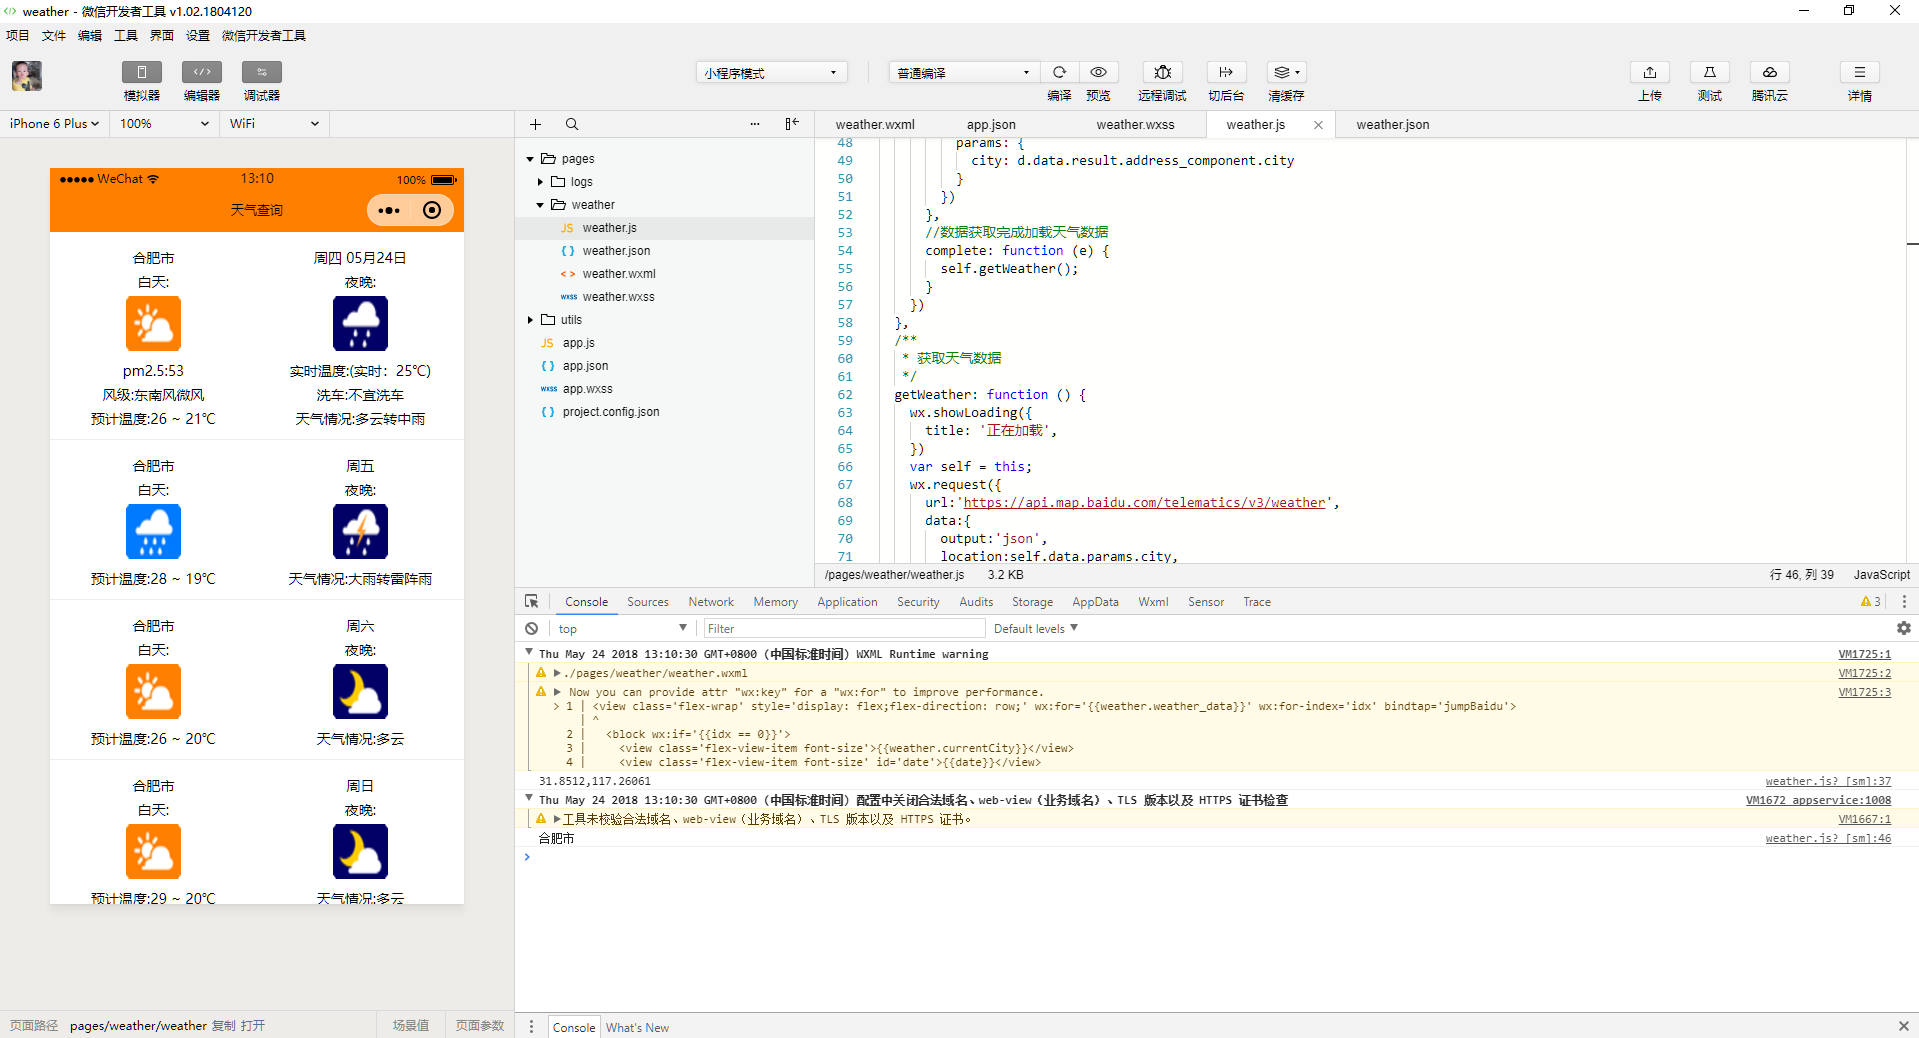 weather - 微信开发者工具 v1.02.1804120
项目 文件 编辑 工具 界面 设置 微信开发者工具
小程序模式 普通编译
模拟器 编辑器 调试器 编译 预览 远程调试 切后台 清缓存 上传 测试 腾讯云 详情
iPhone 6 Plus 100% WiFi
WeChat 13:10 100%
天气查询
合肥市 周四 05月24日
白天: 夜晚:
pm2.5:53 实时温度:(实时：25℃)
风级:东南风微风 洗车:不宜洗车
预计温度:26 ~ 21℃ 天气情况:多云转中雨
合肥市 周五
白天: 夜晚:
预计温度:28 ~ 19℃ 天气情况:大雨转雷阵雨
合肥市 周六
白天: 夜晚:
预计温度:26 ~ 20℃ 天气情况:多云
合肥市 周日
白天: 夜晚:
预计温度:29 ~ 20℃ 天气情况:多云
页面路径 pages/weather/weather 复制 打开 场景值 页面参数
pages
logs
weather
JS weather.js
{ } weather.json
< > weather.wxml
wxss weather.wxss
utils
JS app.js
{ } app.json
wxss app.wxss
{ } project.config.json
weather.wxml app.json weather.wxss weather.js weather.json
48 params: {
49 city: d.data.result.address_component.city
50 }
51 })
52 },
53 //数据获取完成加载天气数据
54 complete: function (e) {
55 self.getWeather();
56 }
57 })
58 },
59 /**
60 * 获取天气数据
61 */
62 getWeather: function () {
63 wx.showLoading({
64 title: '正在加载',
65 })
66 var self = this;
67 wx.request({
68 url:'https://api.map.baidu.com/telematics/v3/weather',
69 data:{
70 output:'json',
71 location:self.data.params.city,
/pages/weather/weather.js 3.2 KB 行 46, 列 39 JavaScript
Console Sources Network Memory Application Security Audits Storage AppData Wxml Sensor Trace 3
top Filter Default levels
Thu May 24 2018 13:10:30 GMT+0800 (中国标准时间) WXML Runtime warning VM1725:1
./pages/weather/weather.wxml VM1725:2
Now you can provide attr "wx:key" for a "wx:for" to improve performance. VM1725:3
> 1 | <view class='flex-wrap' style='display: flex;flex-direction: row;' wx:for='{{weather.weather_data}}' wx:for-index='idx' bindtap='jumpBaidu'>
| ^
2 | <block wx:if='{{idx == 0}}'>
3 | <view class='flex-view-item font-size'>{{weather.currentCity}}</view>
4 | <view class='flex-view-item font-size' id='date'>{{date}}</view>
31.8512,117.26061 weather.js? [sm]:37
Thu May 24 2018 13:10:30 GMT+0800 (中国标准时间) 配置中关闭合法域名、web-view（业务域名）、TLS 版本以及 HTTPS 证书检查 VM1672 appservice:1008
工具未校验合法域名、web-view（业务域名）、TLS 版本以及 HTTPS 证书。 VM1667:1
合肥市 weather.js? [sm]:46
>
Console What's New